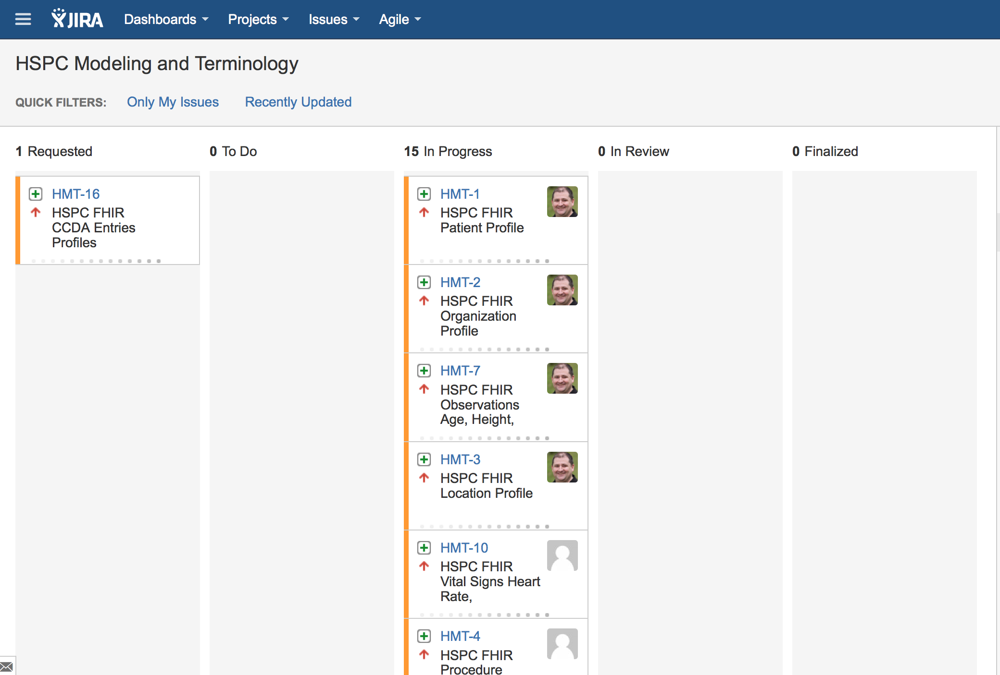 JIRA Dashboards Projects Issues Agile
HSPC Modeling and Terminology
QUICK FILTERS: Only My Issues Recently Updated
1 Requested
0 To Do
15 In Progress
0 In Review
0 Finalized
HMT-16
HSPC FHIR
CCDA Entries
Profiles
HMT-1
HSPC FHIR
Patient Profile
HMT-2
HSPC FHIR
Organization
Profile
HMT-7
HSPC FHIR
Observations
Age, Height,
HMT-3
HSPC FHIR
Location Profile
HMT-10
HSPC FHIR
Vital Signs Heart
Rate,
HMT-4
HSPC FHIR
Procedure